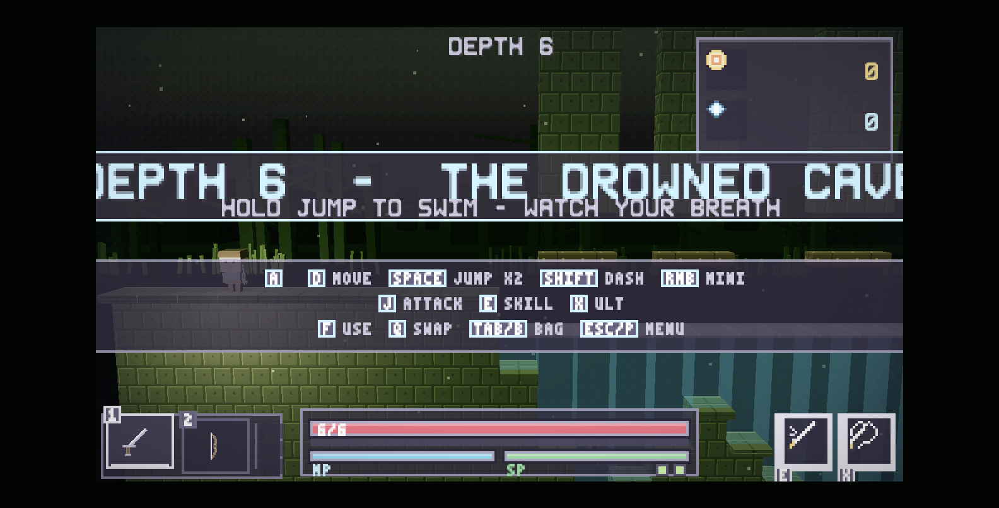 DEPTH 6
0
0
DEPTH 6 - THE DROWNED CAVE
HOLD JUMP TO SWIM - WATCH YOUR BREATH
A D MOVE SPACE JUMP X2 SHIFT DASH RMB MINI
J ATTACK E SKILL X ULT
F USE Q SWAP TAB/B BAG ESC/P MENU
1 2
6/6
MP SP
E X